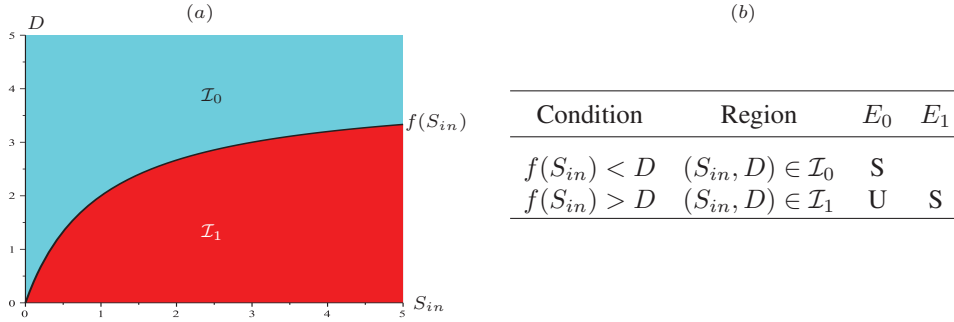 (a)
D
5
4
3
2
1
0
I₀
f(S_in)
I₁
S_in
0 1 2 3 4 5
(b)
Condition Region E₀ E₁
f(S_in) < D (S_in, D) ∈ I₀ S
f(S_in) > D (S_in, D) ∈ I₁ U S